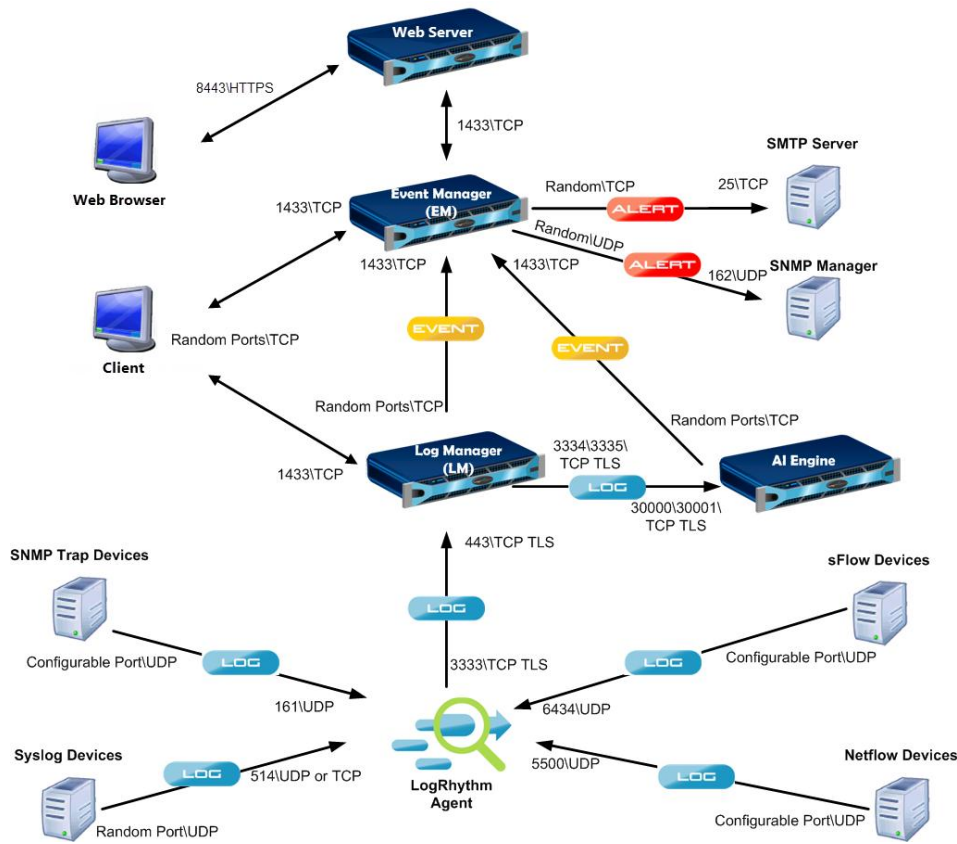 Web Server
8443\HTTPS
1433\TCP
Web Browser
SMTP Server
Event Manager
(EM)
Random\TCP
25\TCP
ALERT
1433\TCP
Random\UDP
ALERT
1433\TCP
1433\TCP
162\UDP
SNMP Manager
EVENT
EVENT
Random Ports\TCP
Client
Random Ports\TCP
Random Ports\TCP
Log Manager
(LM)
3334\3335\
TCP TLS
AI Engine
1433\TCP
LOG
30000\30001\
TCP TLS
443\TCP TLS
SNMP Trap Devices
sFlow Devices
LOG
Configurable Port\UDP
LOG
3333\TCP TLS
LOG
Configurable Port\UDP
161\UDP
6434\UDP
Syslog Devices
LOG
514\UDP or TCP
5500\UDP
Netflow Devices
LOG
LogRhythm
Agent
Random Port\UDP
Configurable Port\UDP